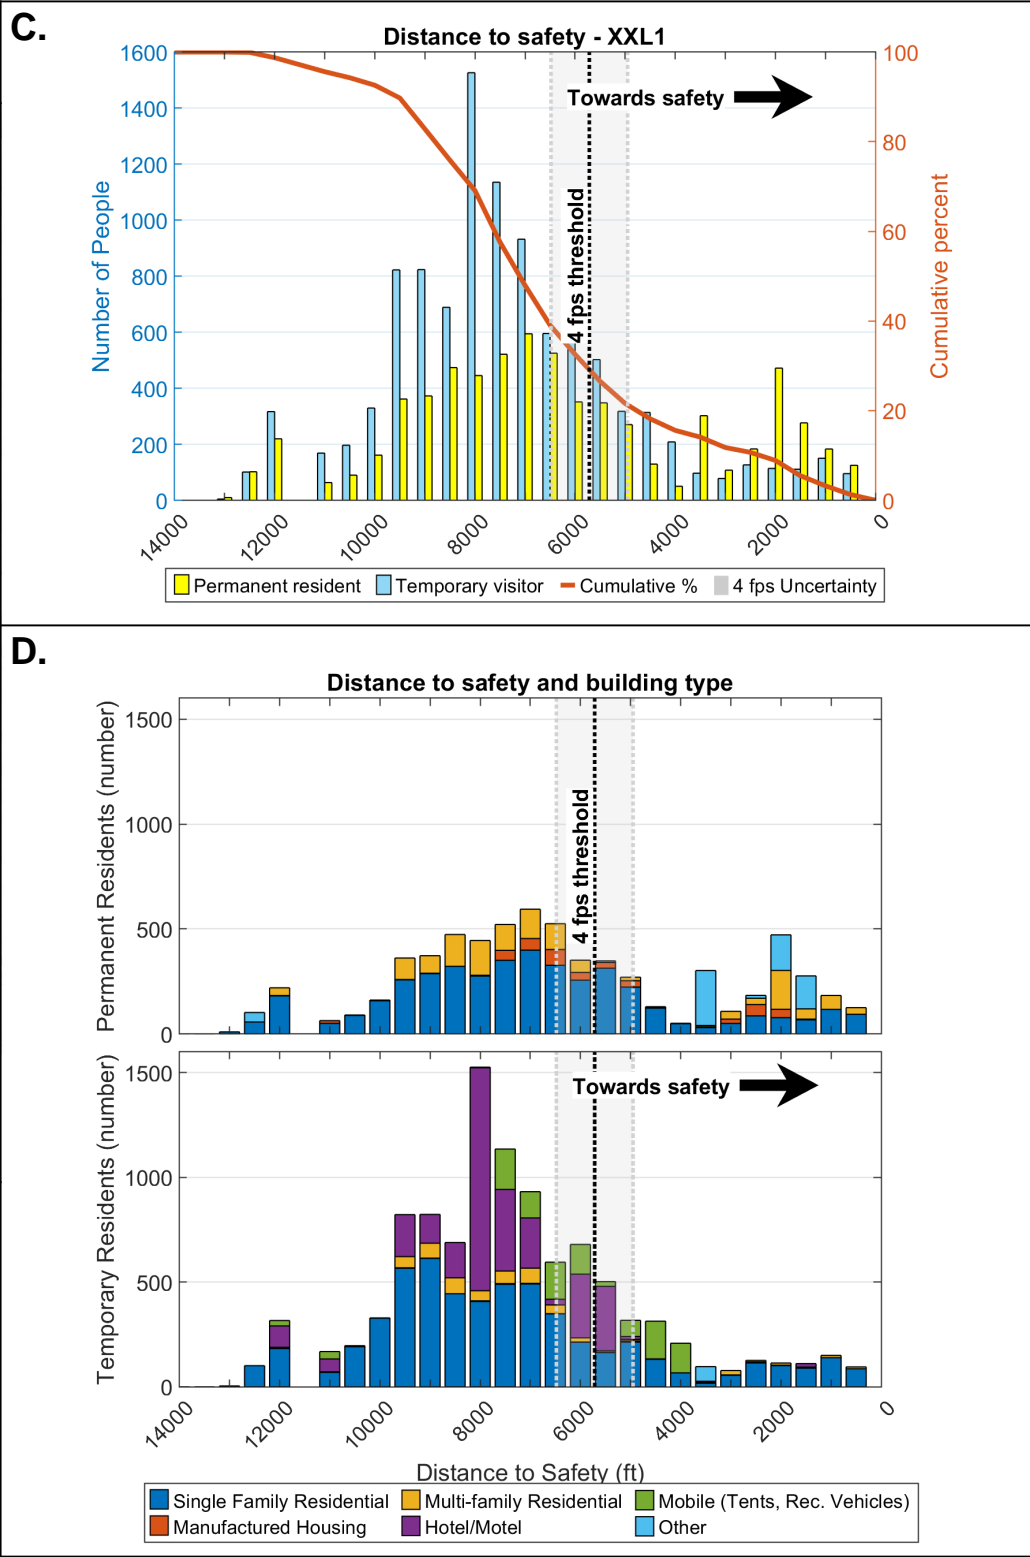 C.
Distance to safety - XXL1
1600
1400
1200
1000
800
600
400
200
0
Number of People
100
80
60
40
20
0
Cumulative percent
Towards safety
4 fps threshold
14000
12000
10000
8000
6000
4000
2000
0
Permanent resident
Temporary visitor
Cumulative %
4 fps Uncertainty
D.
Distance to safety and building type
Permanent Residents (number)
1500
1000
500
0
4 fps threshold
Temporary Residents (number)
1500
1000
500
0
Towards safety
14000
12000
10000
8000
6000
4000
2000
0
Distance to Safety (ft)
Single Family Residential
Multi-family Residential
Mobile (Tents, Rec. Vehicles)
Manufactured Housing
Hotel/Motel
Other